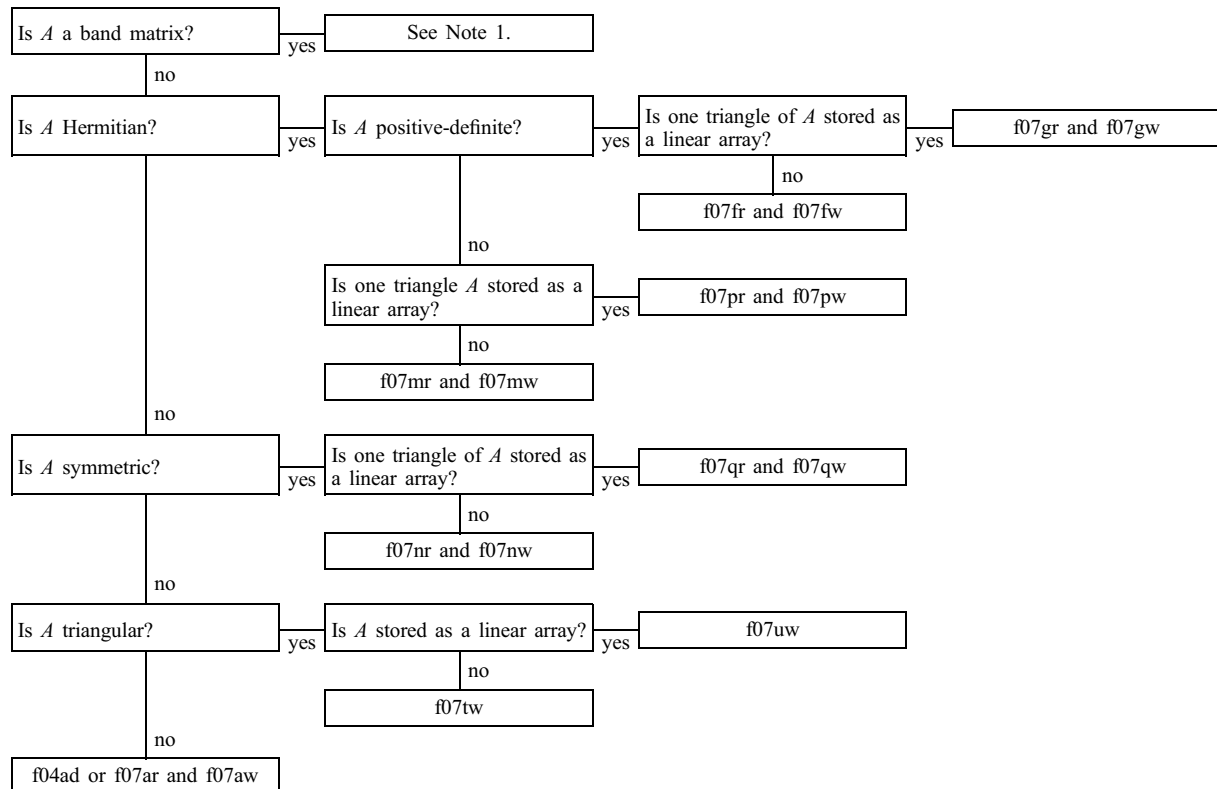 Is A a band matrix?
yes
See Note 1.
no
Is A Hermitian?
yes
Is A positive-definite?
yes
Is one triangle of A stored as
a linear array?
yes
f07gr and f07gw
no
f07fr and f07fw
no
Is one triangle A stored as a
linear array?
yes
f07pr and f07pw
no
f07mr and f07mw
no
Is A symmetric?
yes
Is one triangle of A stored as
a linear array?
yes
f07qr and f07qw
no
f07nr and f07nw
no
Is A triangular?
yes
Is A stored as a linear array?
yes
f07uw
no
f07tw
no
f04ad or f07ar and f07aw